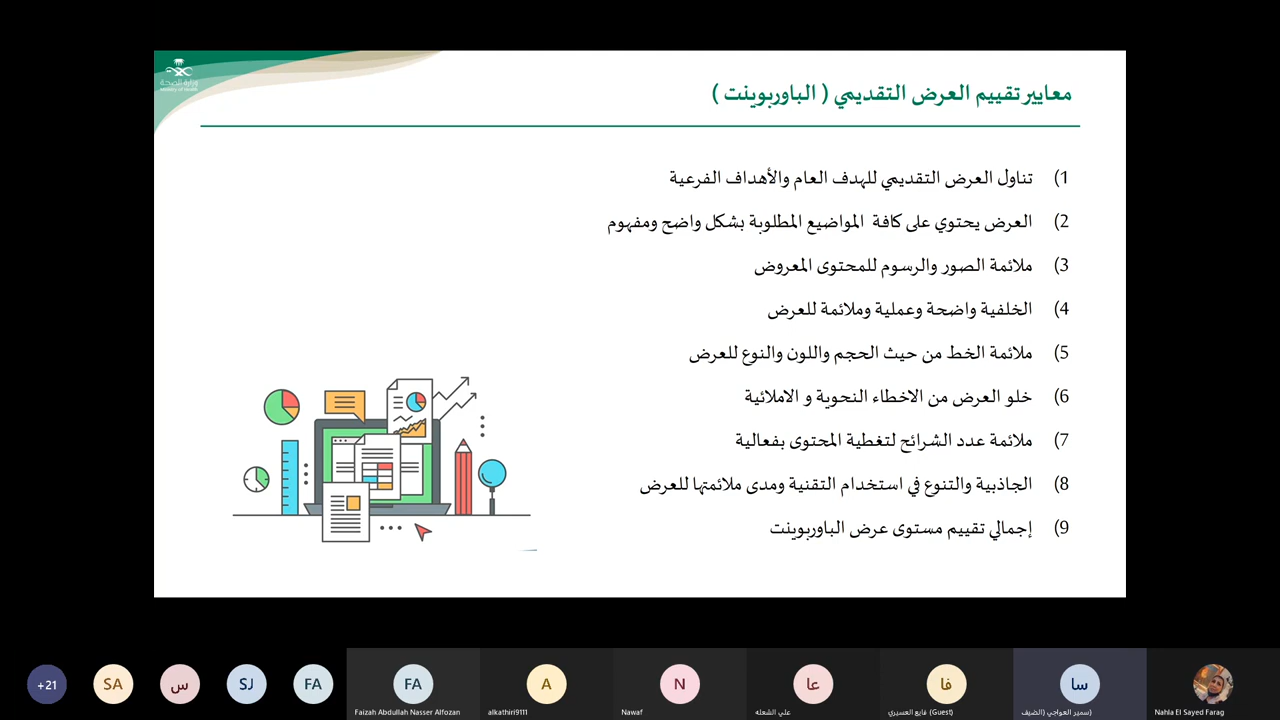 وزارة الصحة
Ministry of Health
معايير تقييم العرض التقديمي ( الباوربوينت )
1) تناول العرض التقديمي للهدف العام والأهداف الفرعية
2) العرض يحتوي على كافة المواضيع المطلوبة بشكل واضح ومفهوم
3) ملائمة الصور والرسوم للمحتوى المعروض
4) الخلفية واضحة وعملية وملائمة للعرض
5) ملائمة الخط من حيث الحجم واللون والنوع للعرض
6) خلو العرض من الاخطاء النحوية و الاملائية
7) ملائمة عدد الشرائح لتغطية المحتوى بفعالية
8) الجاذبية والتنوع في استخدام التقنية ومدى ملائمتها للعرض
9) إجمالي تقييم مستوى عرض الباوربوينت
+21 SA س SJ FA FA A N عا فا سا
Faizah Abdullah Nasser Alfozan alkathiri9111 Nawaf علي الشعله فايع العسيري (Guest) سمير العواجي (الضيف) Nahla El Sayed Farag